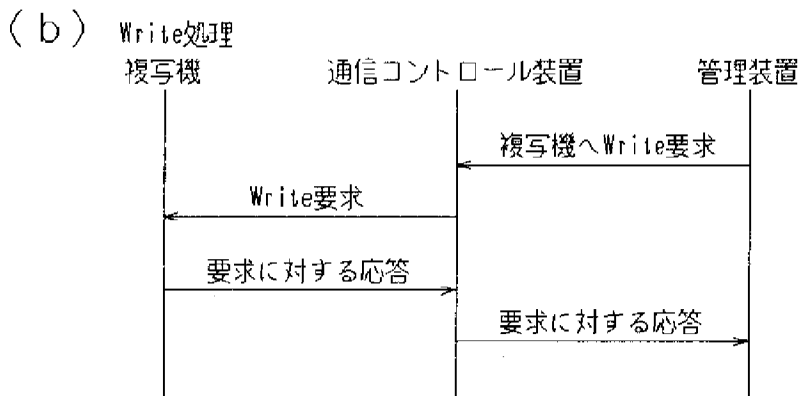 (b) Write処理
複写機 通信コントロール装置 管理装置
複写機へWrite要求
Write要求
要求に対する応答
要求に対する応答